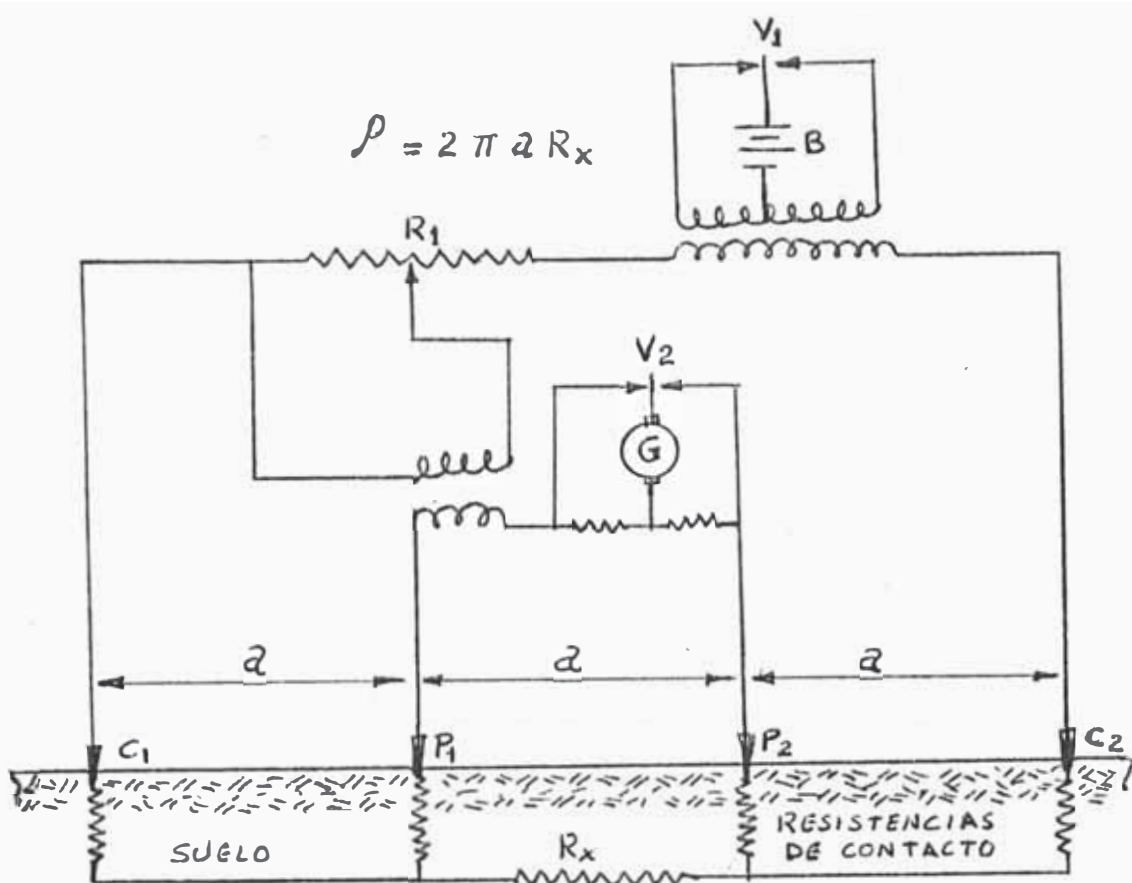 V1
B
ρ = 2 π a Rx
R1
V2
G
a a a
C1 P1 P2 C2
SUELO Rx RESISTENCIAS
DE CONTACTO